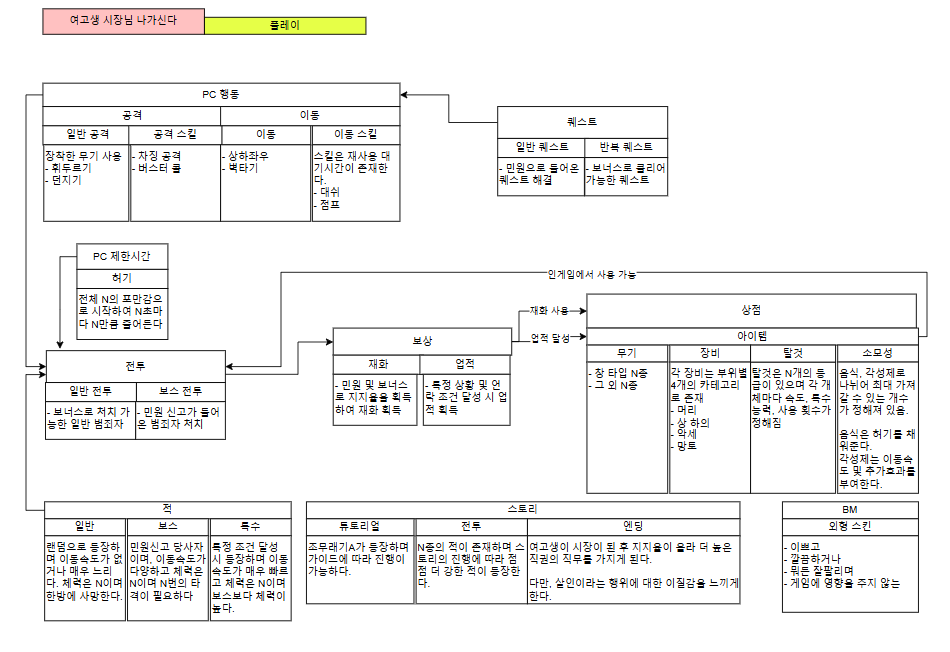 여고생 시장님 나가신다
플레이
PC 행동
공격
이동
일반 공격
공격 스킬
이동
이동 스킬
장착한 무기 사용
- 휘두르기
- 던지기
- 차징 공격
- 버스터 콜
- 상하좌우
- 벽타기
스킬은 재사용 대
기시간이 존재한
다.
- 대쉬
- 점프
퀘스트
일반 퀘스트
반복 퀘스트
- 민원으로 들어온
퀘스트 해결
- 보너스로 클리어
가능한 퀘스트
PC 제한시간
허기
전체 N의 포만감으
로 시작하여 N초마
다 N만큼 줄어든다
전투
일반 전투
보스 전투
- 보너스로 처치 가
능한 일반 범죄자
- 민원 신고가 들어
온 범죄자 처치
보상
재화
업적
- 민원 및 보너스
로 지지율을 획득
하여 재화 획득
- 특정 상황 및 언
락 조건 달성 시 업
적 획득
인게임에서 사용 가능
재화 사용
업적 달성
상점
아이템
무기
장비
탈것
소모성
- 창 타입 N종
- 그 외 N종
각 장비는 부위별
4개의 카테고리
로 존재
- 머리
- 상 하의
- 악세
- 망토
탈것은 N개의 등
급이 있으며 각 개
체마다 속도, 특수
능력, 사용 횟수가
정해짐
음식, 각성제로
나뉘어 최대 가져
갈 수 있는 개수
가 정해져 있음.
음식은 허기를 채
워준다.
각성제는 이동속
도 및 추가효과를
부여한다.
적
일반
보스
특수
랜덤으로 등장하
며 이동속도가 없
거나 매우 느리
다. 체력은 N이며
한방에 사망한다.
민원신고 당사자
이며, 이동속도가
다양하고 체력은
N이며 N번의 타
격이 필요하다
특정 조건 달성
시 등장하며 이동
속도가 매우 빠르
고 체력은 N이며
보스보다 체력이
높다.
스토리
튜토리얼
전투
엔딩
조무래기A가 등장하며
가이드에 따라 진행이
가능하다.
N종의 적이 존재하며 스
토리의 진행에 따라 점
점 더 강한 적이 등장한
다.
여고생이 시장이 된 후 지지율이 올라 더 높은
직권의 직무를 가지게 된다.
다만, 살인이라는 행위에 대한 이질감을 느끼게
한다.
BM
외형 스킨
- 이쁘고
- 깔끔하거나
- 뭐든 잘팔리며
- 게임에 영향을 주지 않는